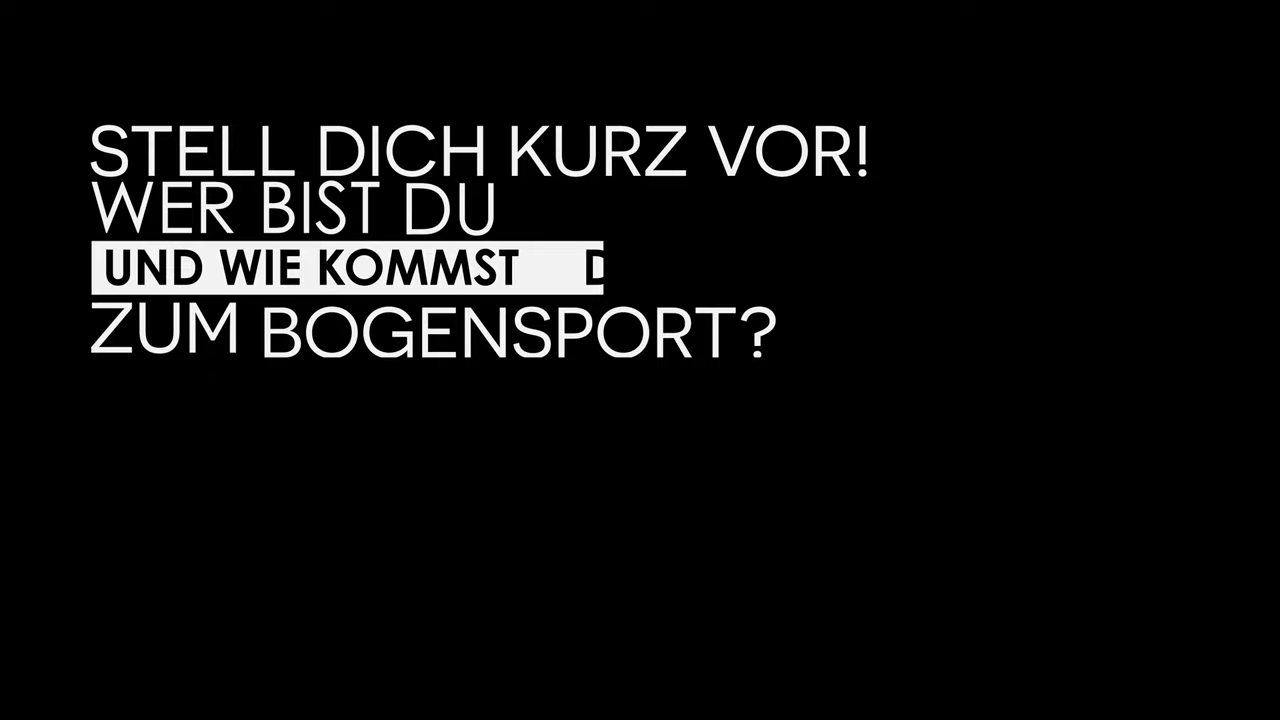 STELL DICH KURZ VOR!
WER BIST DU
UND WIE KOMMST D
ZUM BOGENSPORT?